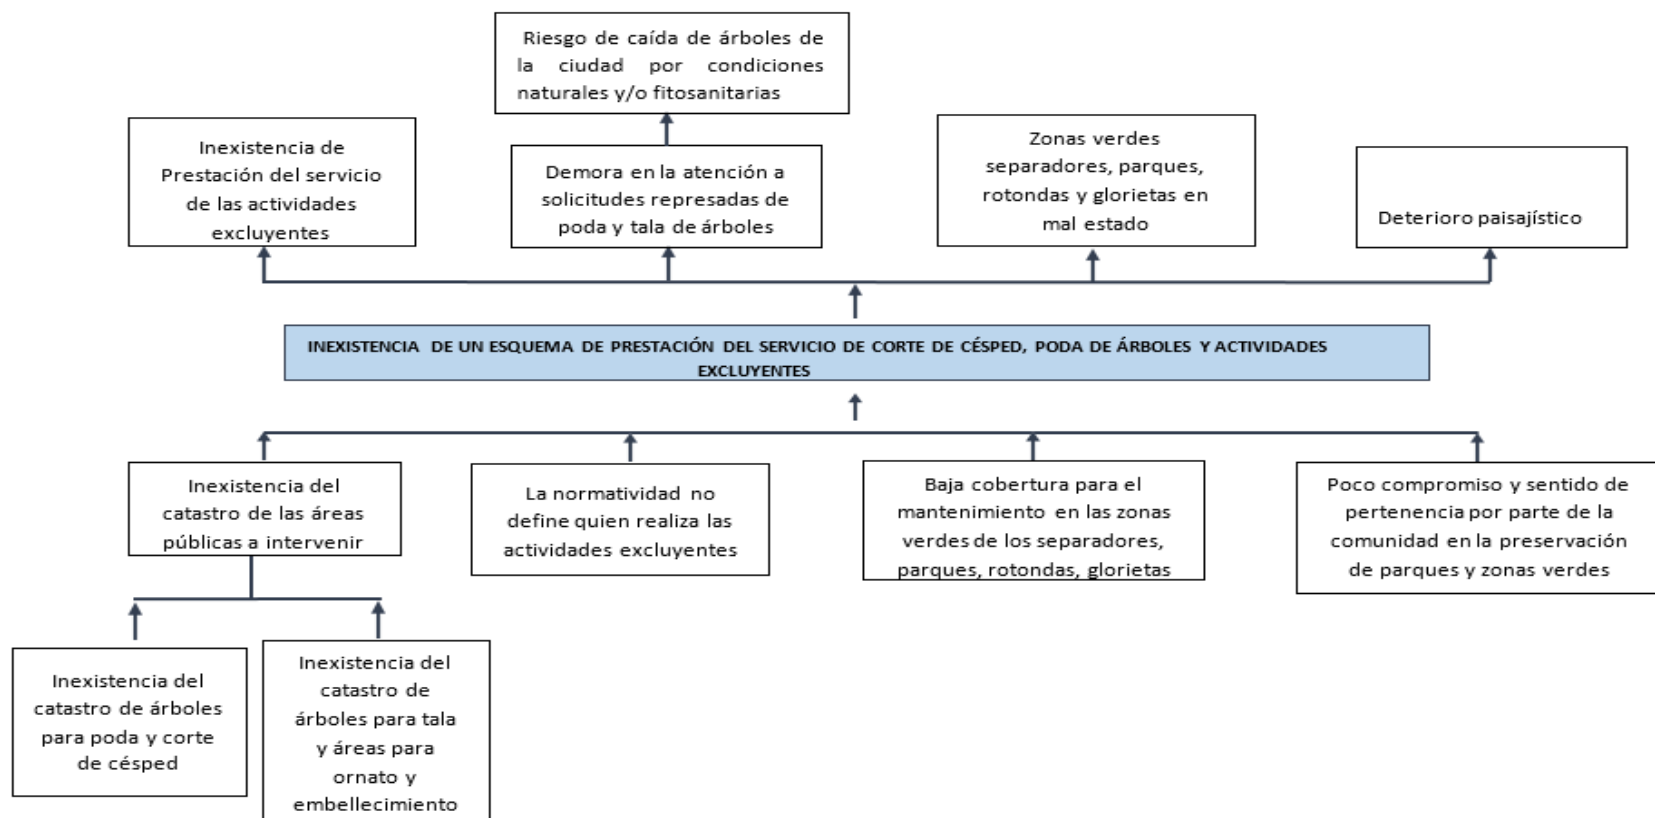 Riesgo de caída de árboles de
la ciudad por condiciones
naturales y/o fitosanitarias
Inexistencia de
Prestación del servicio
de las actividades
excluyentes
Demora en la atención a
solicitudes represadas de
poda y tala de árboles
Zonas verdes
separadores, parques,
rotondas y glorietas en
mal estado
Deterioro paisajístico
INEXISTENCIA DE UN ESQUEMA DE PRESTACIÓN DEL SERVICIO DE CORTE DE CÉSPED, PODA DE ÁRBOLES Y ACTIVIDADES
EXCLUYENTES
Inexistencia del
catastro de las áreas
públicas a intervenir
La normatividad no
define quien realiza las
actividades excluyentes
Baja cobertura para el
mantenimiento en las zonas
verdes de los separadores,
parques, rotondas, glorietas
Poco compromiso y sentido de
pertenencia por parte de la
comunidad en la preservación
de parques y zonas verdes
Inexistencia del
catastro de árboles
para poda y corte
de césped
Inexistencia del
catastro de
árboles para tala
y áreas para
ornato y
embellecimiento